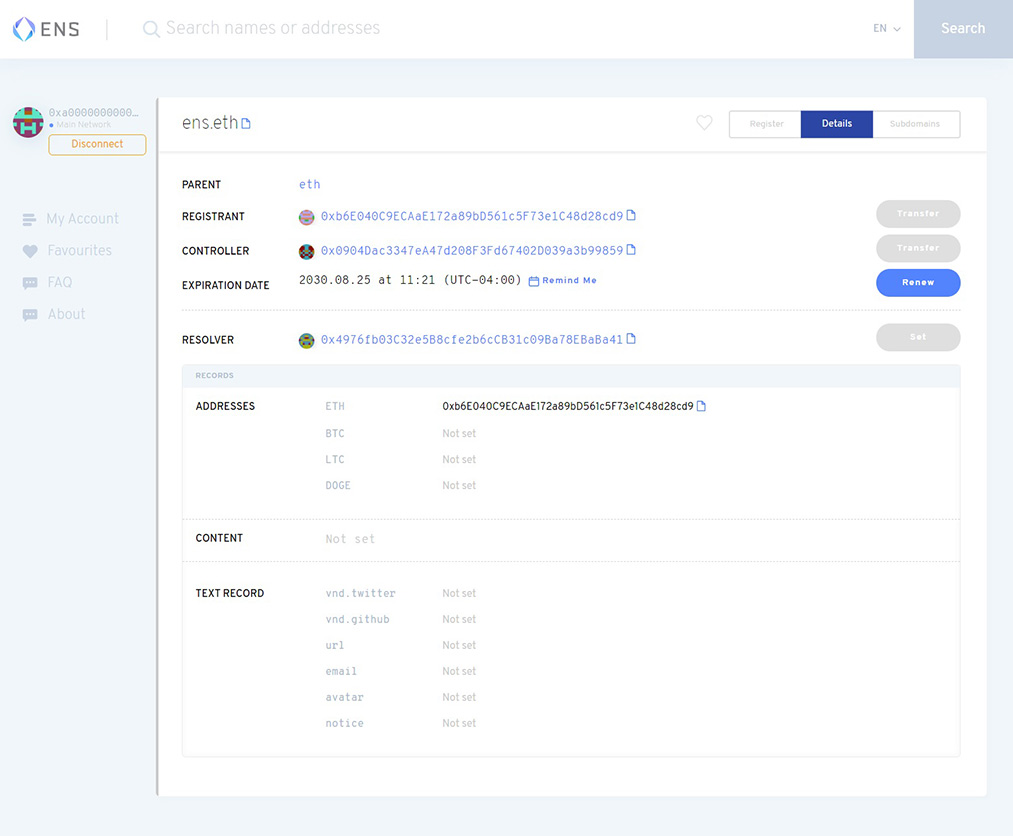 ENS
Search names or addresses
EN
Search
0xa0000000000...
Main Network
Disconnect
My Account
Favourites
FAQ
About
ens.eth
Register
Details
Subdomains
PARENT
eth
REGISTRANT
0xb6E040C9ECAaE172a89bD561c5F73e1C48d28cd9
Transfer
CONTROLLER
0x0904Dac3347eA47d208F3Fd67402D039a3b99859
Transfer
EXPIRATION DATE
2030.08.25 at 11:21 (UTC-04:00)
Remind Me
Renew
RESOLVER
0x4976fb03C32e5B8cfe2b6cCB31c09Ba78EBaBa41
Set
RECORDS
ADDRESSES
ETH
0xb6E040C9ECAaE172a89bD561c5F73e1C48d28cd9
BTC
Not set
LTC
Not set
DOGE
Not set
CONTENT
Not set
TEXT RECORD
vnd.twitter
Not set
vnd.github
Not set
url
Not set
email
Not set
avatar
Not set
notice
Not set